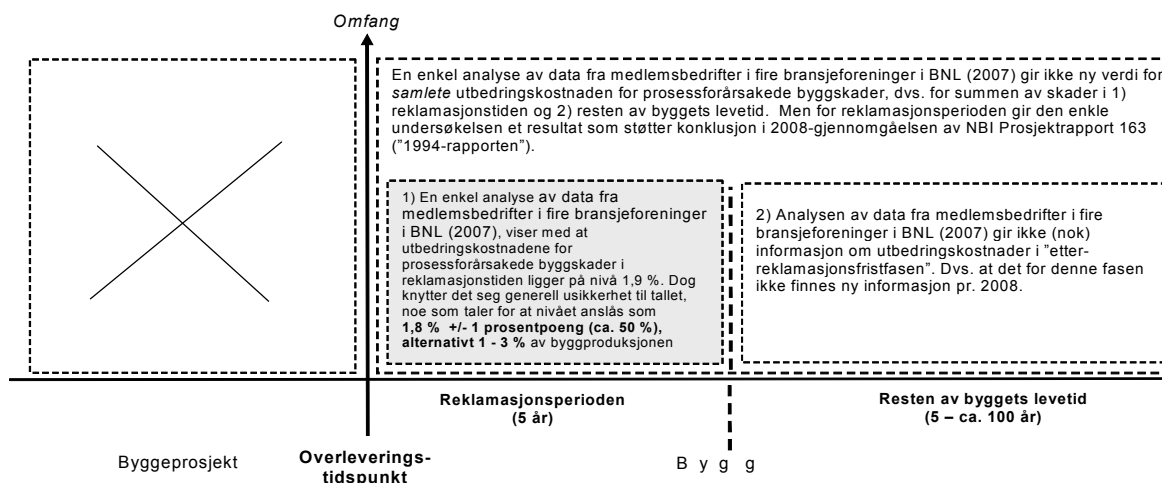 Omfang
En enkel analyse av data fra medlemsbedrifter i fire bransjeforeninger i BNL (2007) gir ikke ny verdi for
samlete utbedringskostnaden for prosessforårsakede byggskader, dvs. for summen av skader i 1)
reklamasjonstiden og 2) resten av byggets levetid. Men for reklamasjonsperioden gir den enkle
undersøkelsen et resultat som støtter konklusjon i 2008-gjennomgåelsen av NBI Prosjektrapport 163
("1994-rapporten").
1) En enkel analyse av data fra
medlemsbedrifter i fire bransjeforeninger
i BNL (2007), viser med at
utbedringskostnadene for
prosessforårsakede byggskader i
reklamasjonstiden ligger på nivå 1,9 %. Dog
knytter det seg generell usikkerhet til tallet,
noe som taler for at nivået anslås som
1,8 % +/- 1 prosentpoeng (ca. 50 %),
alternativt 1 - 3 % av byggproduksjonen
2) Analysen av data fra medlemsbedrifter i fire
bransjeforeninger i BNL (2007) gir ikke (nok)
informasjon om utbedringskostnader i "etter-
reklamasjonsfristfasen". Dvs. at det for denne fasen
ikke finnes ny informasjon pr. 2008.
Reklamasjonsperioden
(5 år)
Resten av byggets levetid
(5 – ca. 100 år)
Byggeprosjekt
Overleverings-
tidspunkt
B y g g